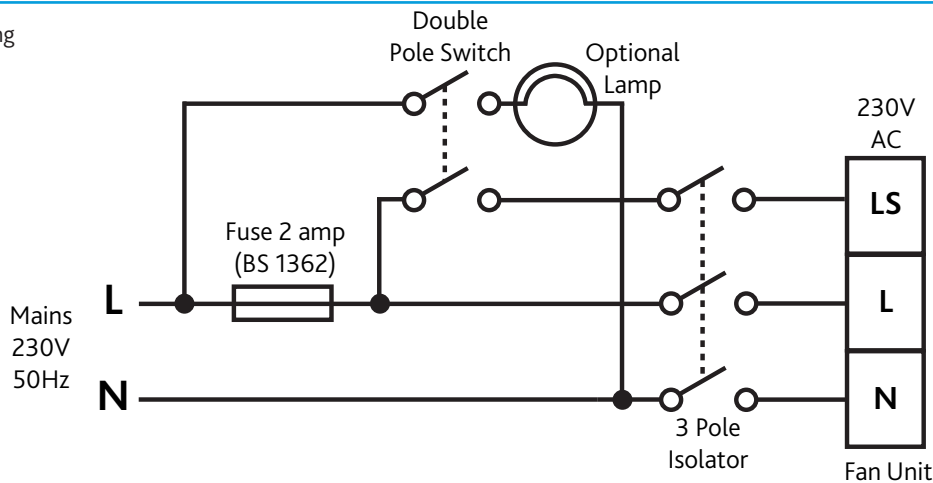 Double
Pole Switch
Optional
Lamp
230V
AC
LS
Fuse 2 amp
(BS 1362)
L
L
Mains
230V
50Hz
N
N
3 Pole
Isolator
Fan Unit